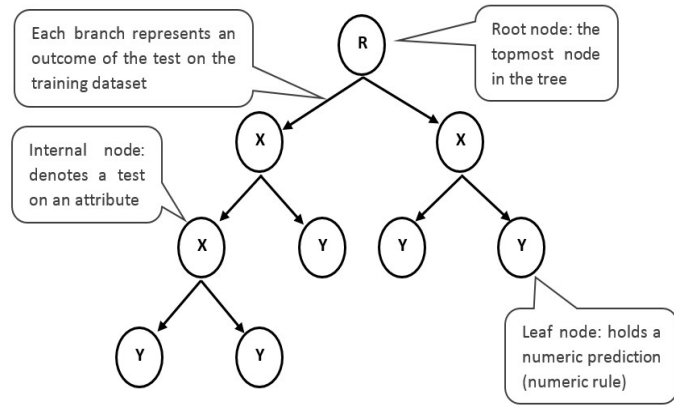 Each branch represents an
outcome of the test on the
training dataset
R
Root node: the
topmost node
in the tree
Internal node:
denotes a test
on an attribute
X
X
X
Y
Y
Y
Leaf node: holds a
numeric prediction
(numeric rule)
Y
Y